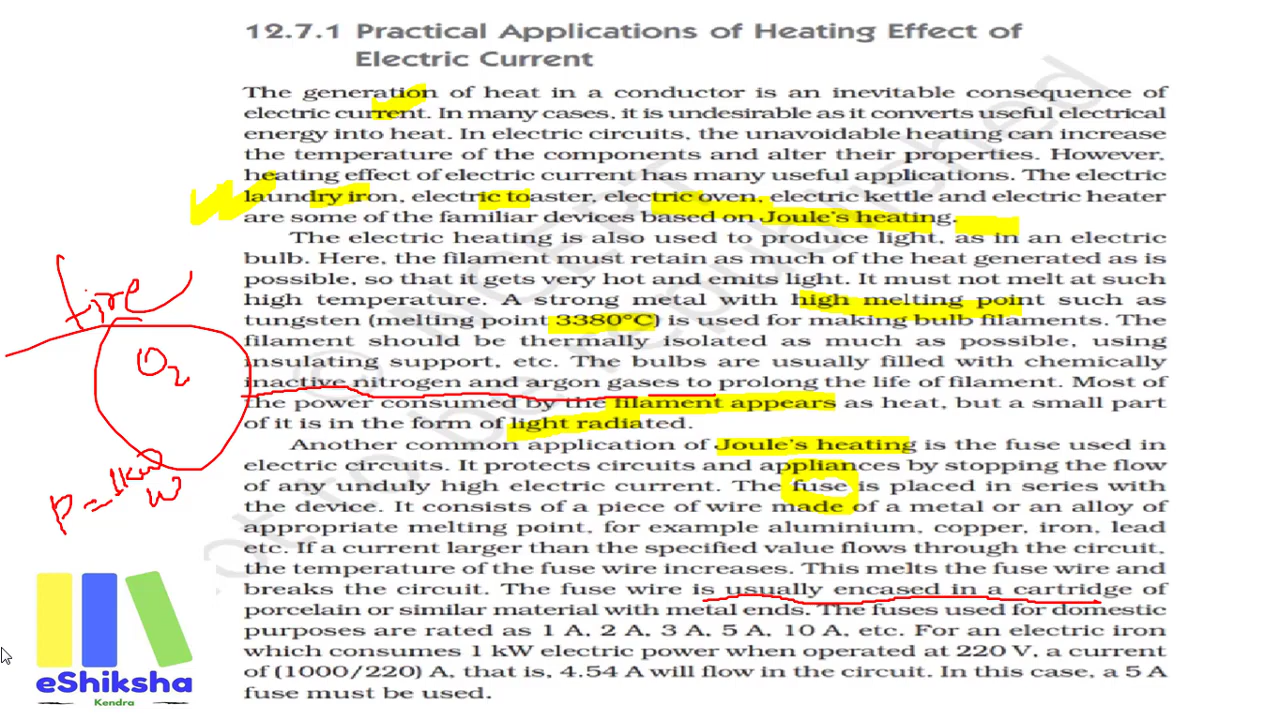 12.7.1 Practical Applications of Heating Effect of
Electric Current
The generation of heat in a conductor is an inevitable consequence of
electric current. In many cases, it is undesirable as it converts useful electrical
energy into heat. In electric circuits, the unavoidable heating can increase
the temperature of the components and alter their properties. However,
heating effect of electric current has many useful applications. The electric
laundry iron, electric toaster, electric oven, electric kettle and electric heater
are some of the familiar devices based on Joule's heating.
The electric heating is also used to produce light, as in an electric
bulb. Here, the filament must retain as much of the heat generated as is
possible, so that it gets very hot and emits light. It must not melt at such
high temperature. A strong metal with high melting point such as
tungsten (melting point 3380°C) is used for making bulb filaments. The
filament should be thermally isolated as much as possible, using
insulating support, etc. The bulbs are usually filled with chemically
inactive nitrogen and argon gases to prolong the life of filament. Most of
the power consumed by the filament appears as heat, but a small part
of it is in the form of light radiated.
Another common application of Joule's heating is the fuse used in
electric circuits. It protects circuits and appliances by stopping the flow
of any unduly high electric current. The fuse is placed in series with
the device. It consists of a piece of wire made of a metal or an alloy of
appropriate melting point, for example aluminium, copper, iron, lead
etc. If a current larger than the specified value flows through the circuit,
the temperature of the fuse wire increases. This melts the fuse wire and
breaks the circuit. The fuse wire is usually encased in a cartridge of
porcelain or similar material with metal ends. The fuses used for domestic
purposes are rated as 1 A, 2 A, 3 A, 5 A, 10 A, etc. For an electric iron
which consumes 1 kW electric power when operated at 220 V, a current
of (1000/220) A, that is, 4.54 A will flow in the circuit. In this case, a 5 A
fuse must be used.
fire
O2
P = 1kW
W
eShiksha
Kendra